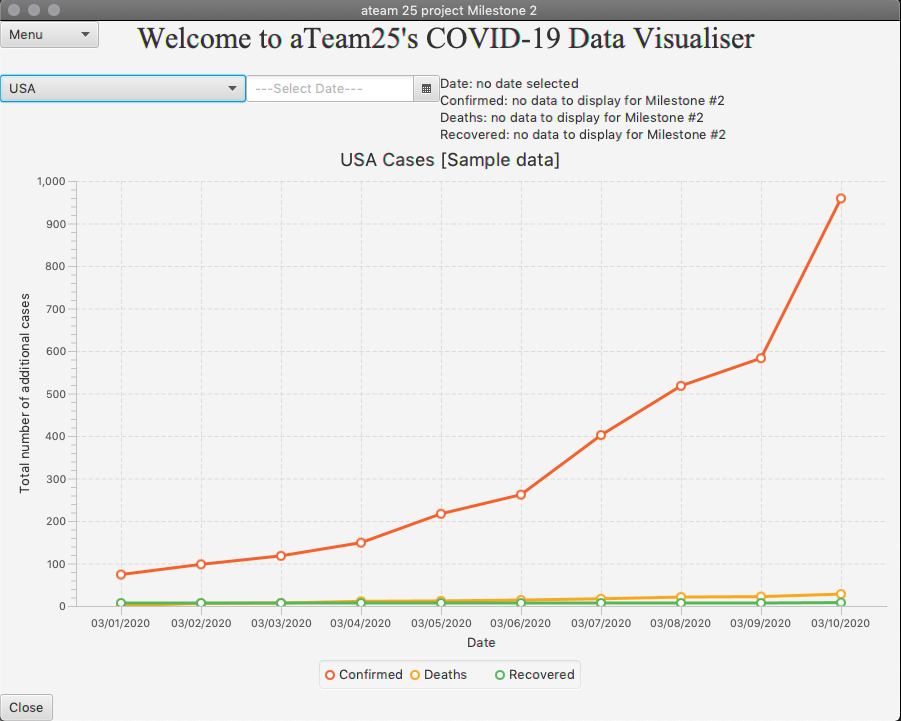 ateam 25 project Milestone 2
Menu
Welcome to aTeam25's COVID-19 Data Visualiser
USA
---Select Date---
Date: no date selected
Confirmed: no data to display for Milestone #2
Deaths: no data to display for Milestone #2
Recovered: no data to display for Milestone #2
USA Cases [Sample data]
Total number of additional cases
1,000
900
800
700
600
500
400
300
200
100
0
03/01/2020 03/02/2020 03/03/2020 03/04/2020 03/05/2020 03/06/2020 03/07/2020 03/08/2020 03/09/2020 03/10/2020
Date
Confirmed Deaths Recovered
Close